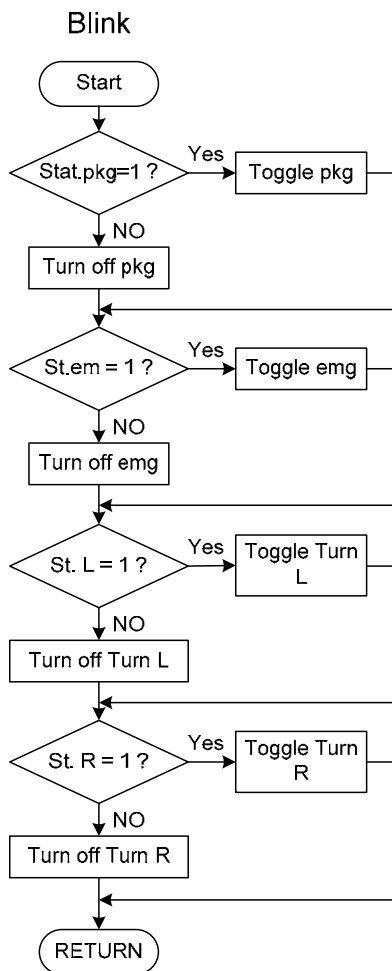 Blink
Start
Stat.pkg=1 ?
Yes
Toggle pkg
NO
Turn off pkg
St.em = 1 ?
Yes
Toggle emg
NO
Turn off emg
St. L = 1 ?
Yes
Toggle Turn
L
NO
Turn off Turn L
St. R = 1 ?
Yes
Toggle Turn
R
NO
Turn off Turn R
RETURN